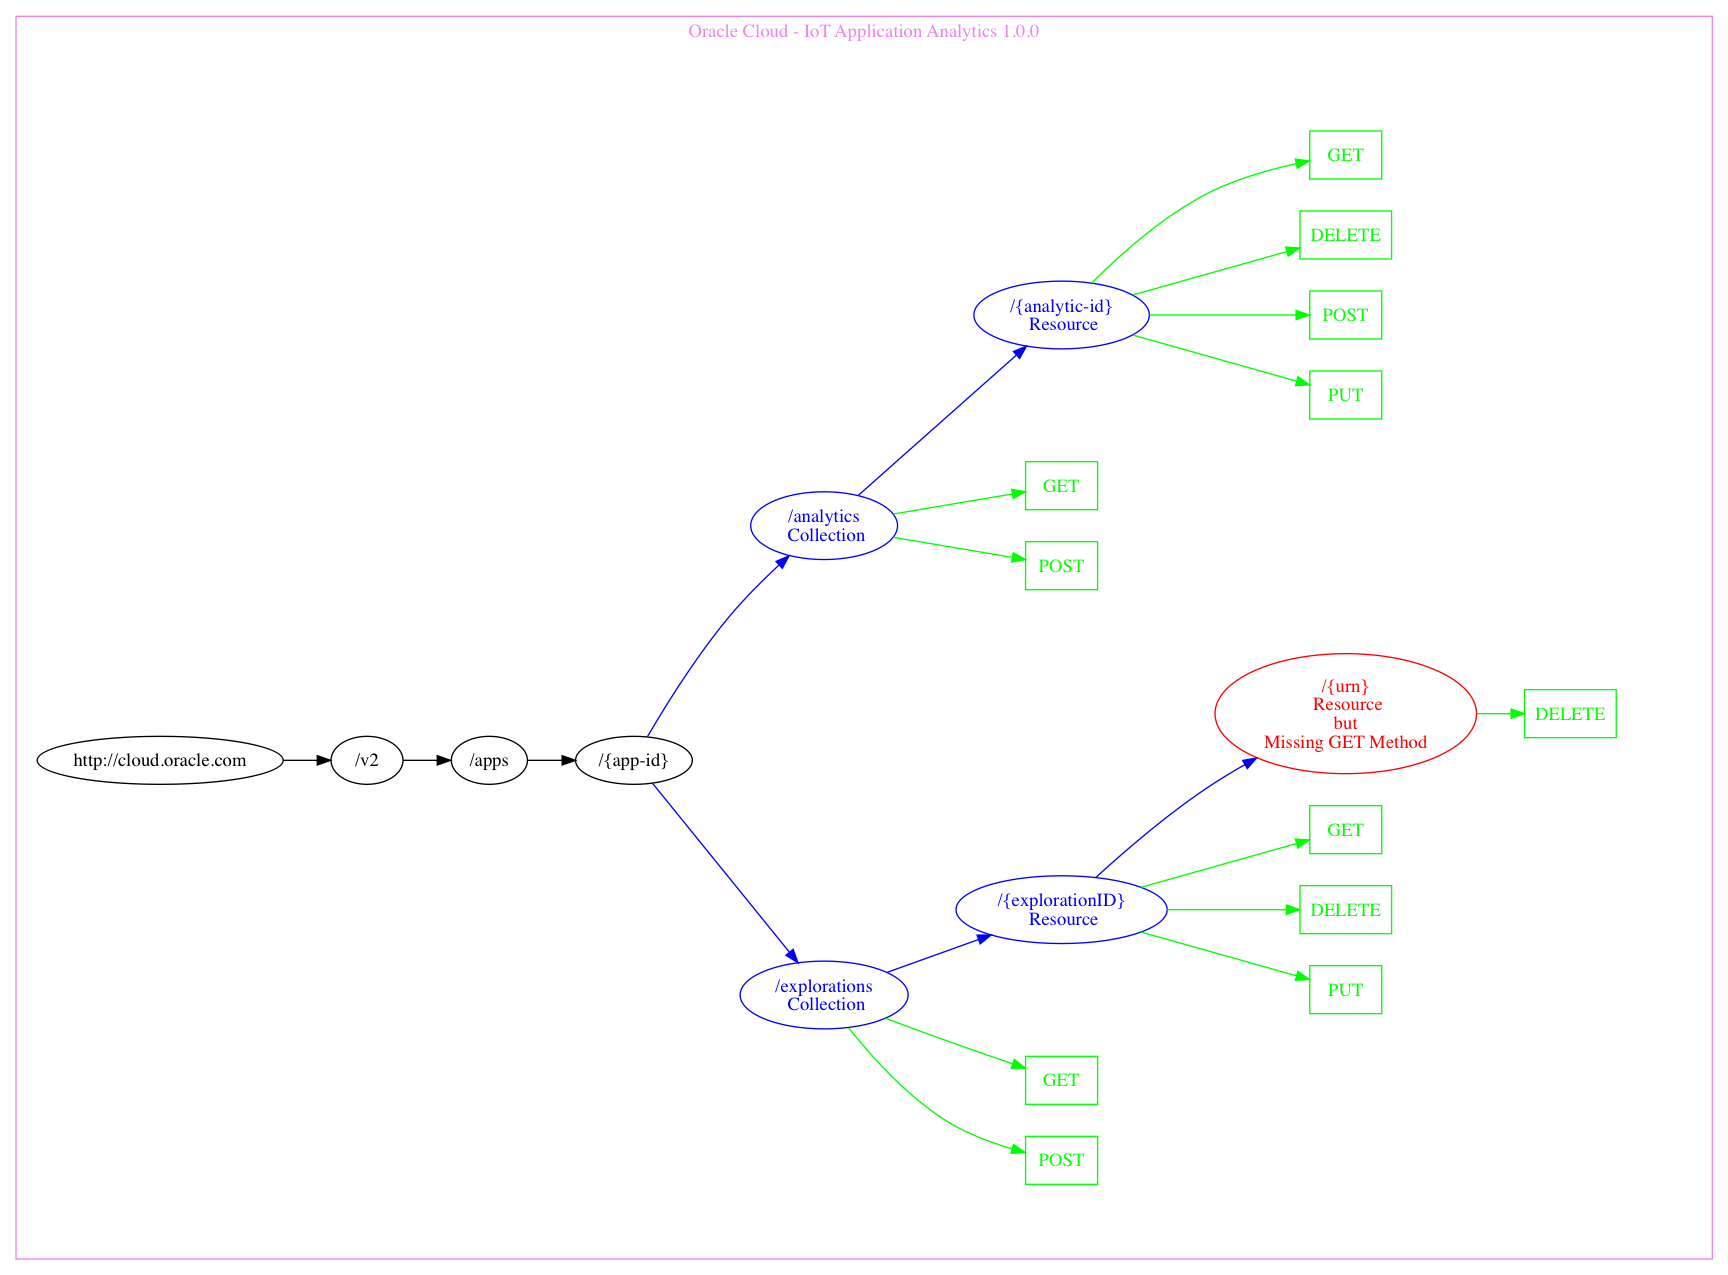 Oracle Cloud - IoT Application Analytics 1.0.0
GET
DELETE
/{analytic-id}
Resource
POST
PUT
GET
/analytics
Collection
POST
/{urn}
Resource
but
Missing GET Method
DELETE
http://cloud.oracle.com
/v2
/apps
/{app-id}
GET
/{explorationID}
Resource
DELETE
PUT
/explorations
Collection
GET
POST